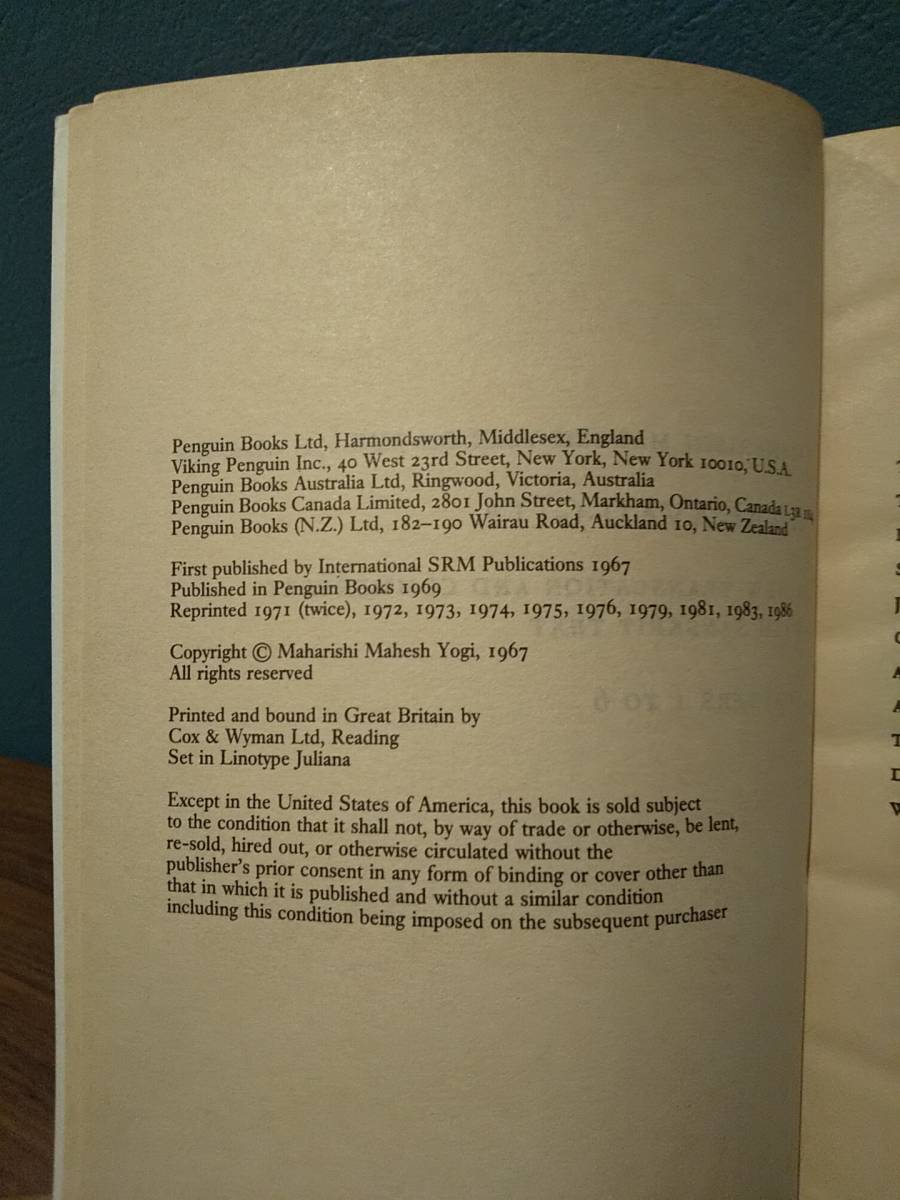 Penguin Books Ltd, Harmondsworth, Middlesex, England
Viking Penguin Inc., 40 West 23rd Street, New York, New York 10010, U.S.A.
Penguin Books Australia Ltd, Ringwood, Victoria, Australia
Penguin Books Canada Limited, 2801 John Street, Markham, Ontario, Canada L3R 1B4
Penguin Books (N.Z.) Ltd, 182–190 Wairau Road, Auckland 10, New Zealand
First published by International SRM Publications 1967
Published in Penguin Books 1969
Reprinted 1971 (twice), 1972, 1973, 1974, 1975, 1976, 1979, 1981, 1983, 1986
Copyright © Maharishi Mahesh Yogi, 1967
All rights reserved
Printed and bound in Great Britain by
Cox & Wyman Ltd, Reading
Set in Linotype Juliana
Except in the United States of America, this book is sold subject
to the condition that it shall not, by way of trade or otherwise, be lent,
re-sold, hired out, or otherwise circulated without the
publisher's prior consent in any form of binding or cover other than
that in which it is published and without a similar condition
including this condition being imposed on the subsequent purchaser